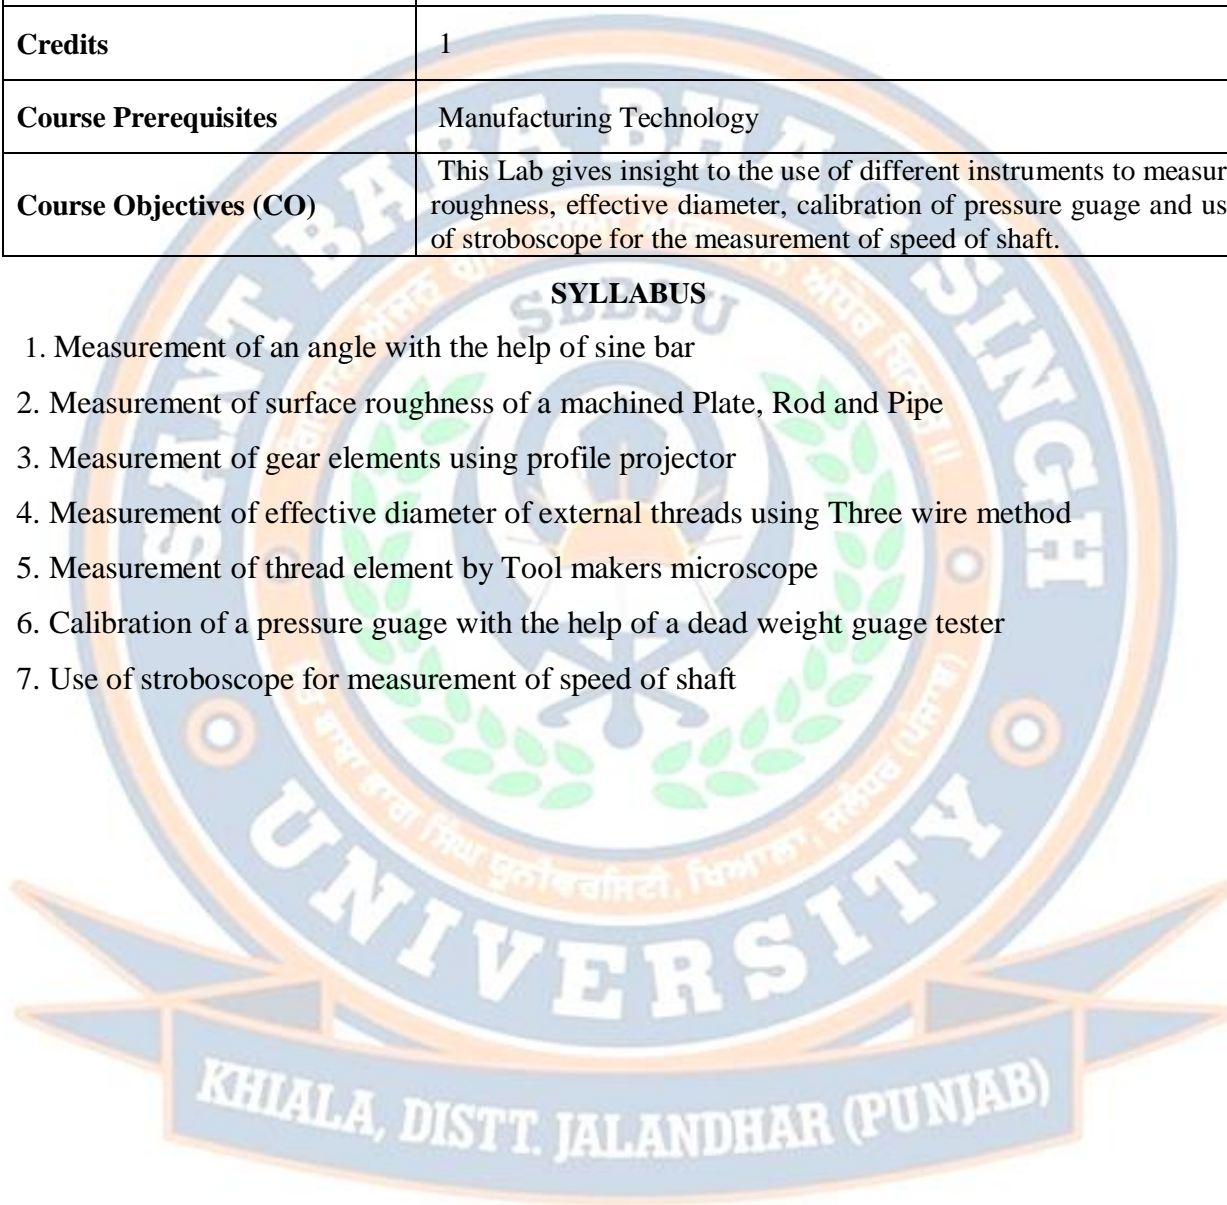 Credits 1
Course Prerequisites Manufacturing Technology
This Lab gives insight to the use of different instruments to measur
Course Objectives (CO) roughness, effective diameter, calibration of pressure guage and us
of stroboscope for the measurement of speed of shaft.
SYLLABUS
1. Measurement of an angle with the help of sine bar
2. Measurement of surface roughness of a machined Plate, Rod and Pipe
3. Measurement of gear elements using profile projector
4. Measurement of effective diameter of external threads using Three wire method
5. Measurement of thread element by Tool makers microscope
6. Calibration of a pressure guage with the help of a dead weight guage tester
7. Use of stroboscope for measurement of speed of shaft
SANT BABA BHAG SINGH
SBBSU
UNIVERSITY
KHIALA, DISTT. JALANDHAR (PUNJAB)